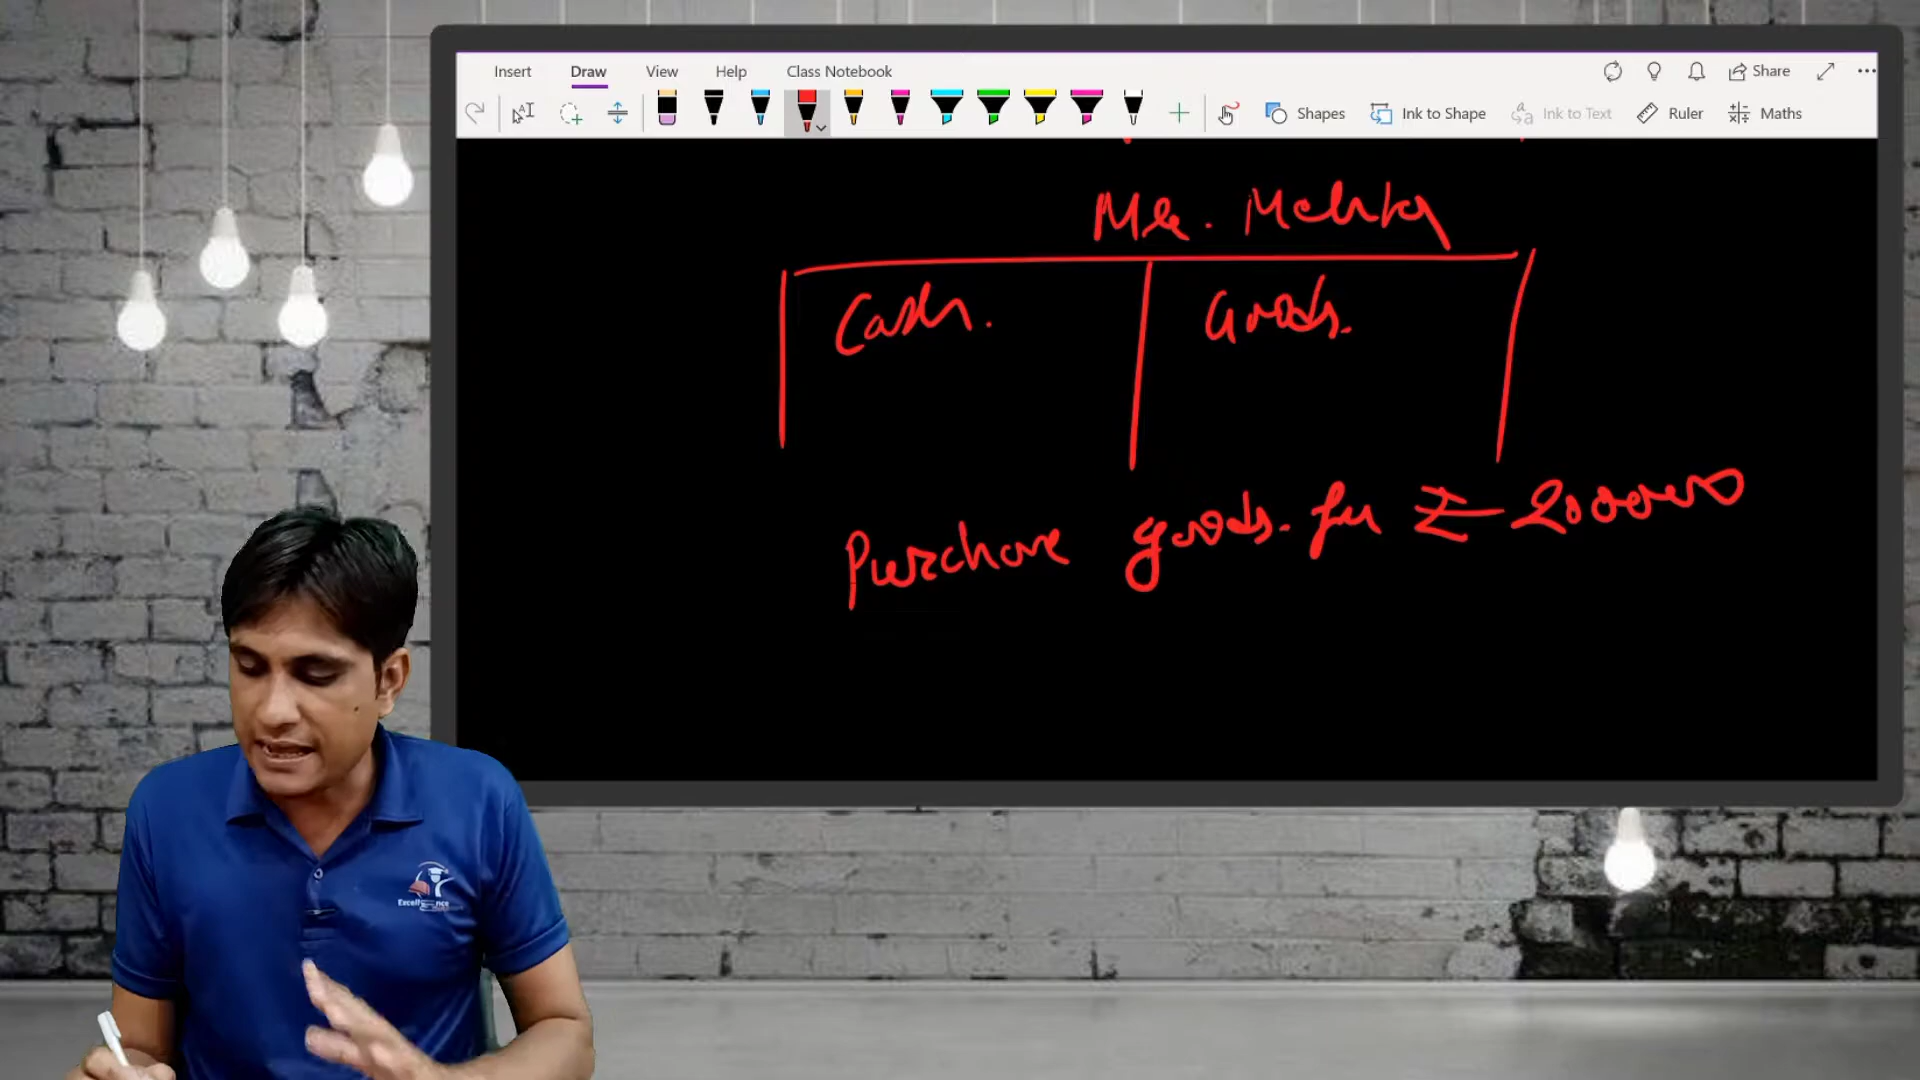 Insert Draw View Help Class Notebook Share
Shapes Ink to Shape Ink to Text Ruler Maths
Mr. Mehta
Cash. Goods.
Purchase goods. for ₹